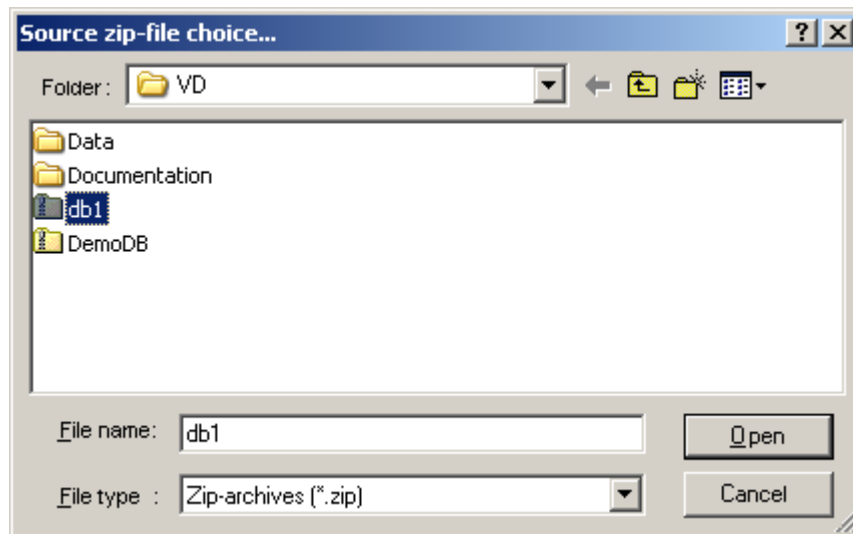 Source zip-file choice...
Folder: VD
Data
Documentation
db1
DemoDB
File name: db1 Open
File type : Zip-archives (*.zip) Cancel